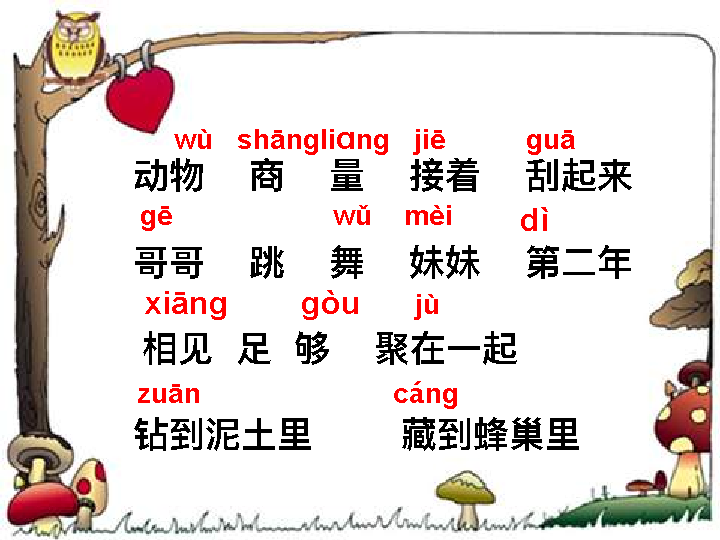 wù shāngliɑng jiē guā
动物 商 量 接着 刮起来
gē wǔ mèi dì
哥哥 跳 舞 妹妹 第二年
xiāng gòu jù
相见 足 够 聚在一起
zuān cáng
钻到泥土里 藏到蜂巢里